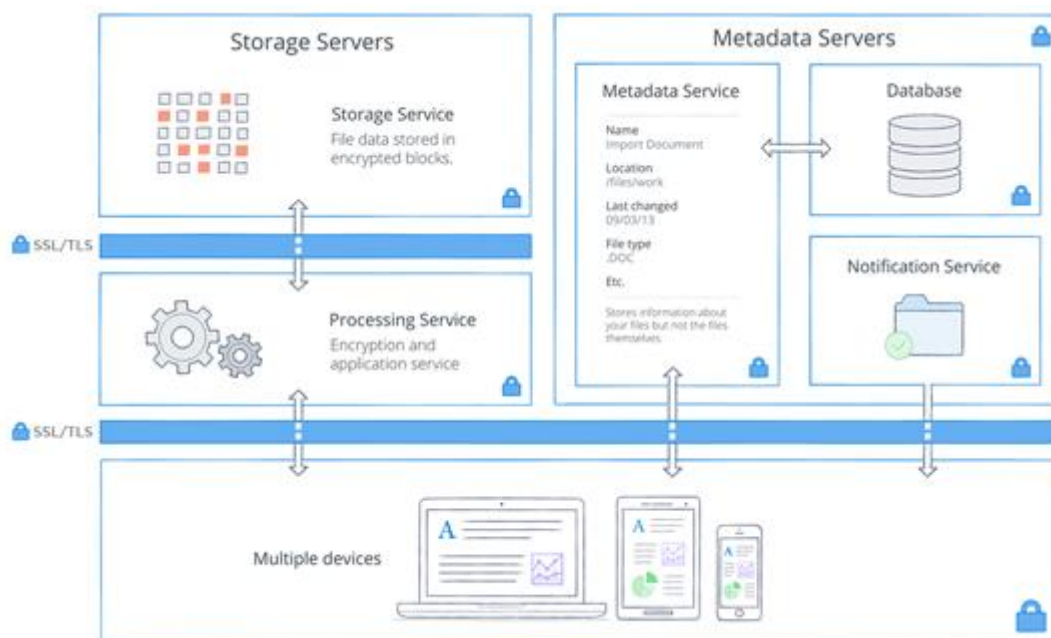 Storage Servers
Storage Service
File data stored in
encrypted blocks.
SSL/TLS
Processing Service
Encryption and
application service
Metadata Servers
Metadata Service
Name
Import Document
Location
/files/work
Last changed
09/03/13
File type
.DOC
Etc.
Stores information about
your files but not the files
themselves.
Database
Notification Service
SSL/TLS
Multiple devices
A
A
A